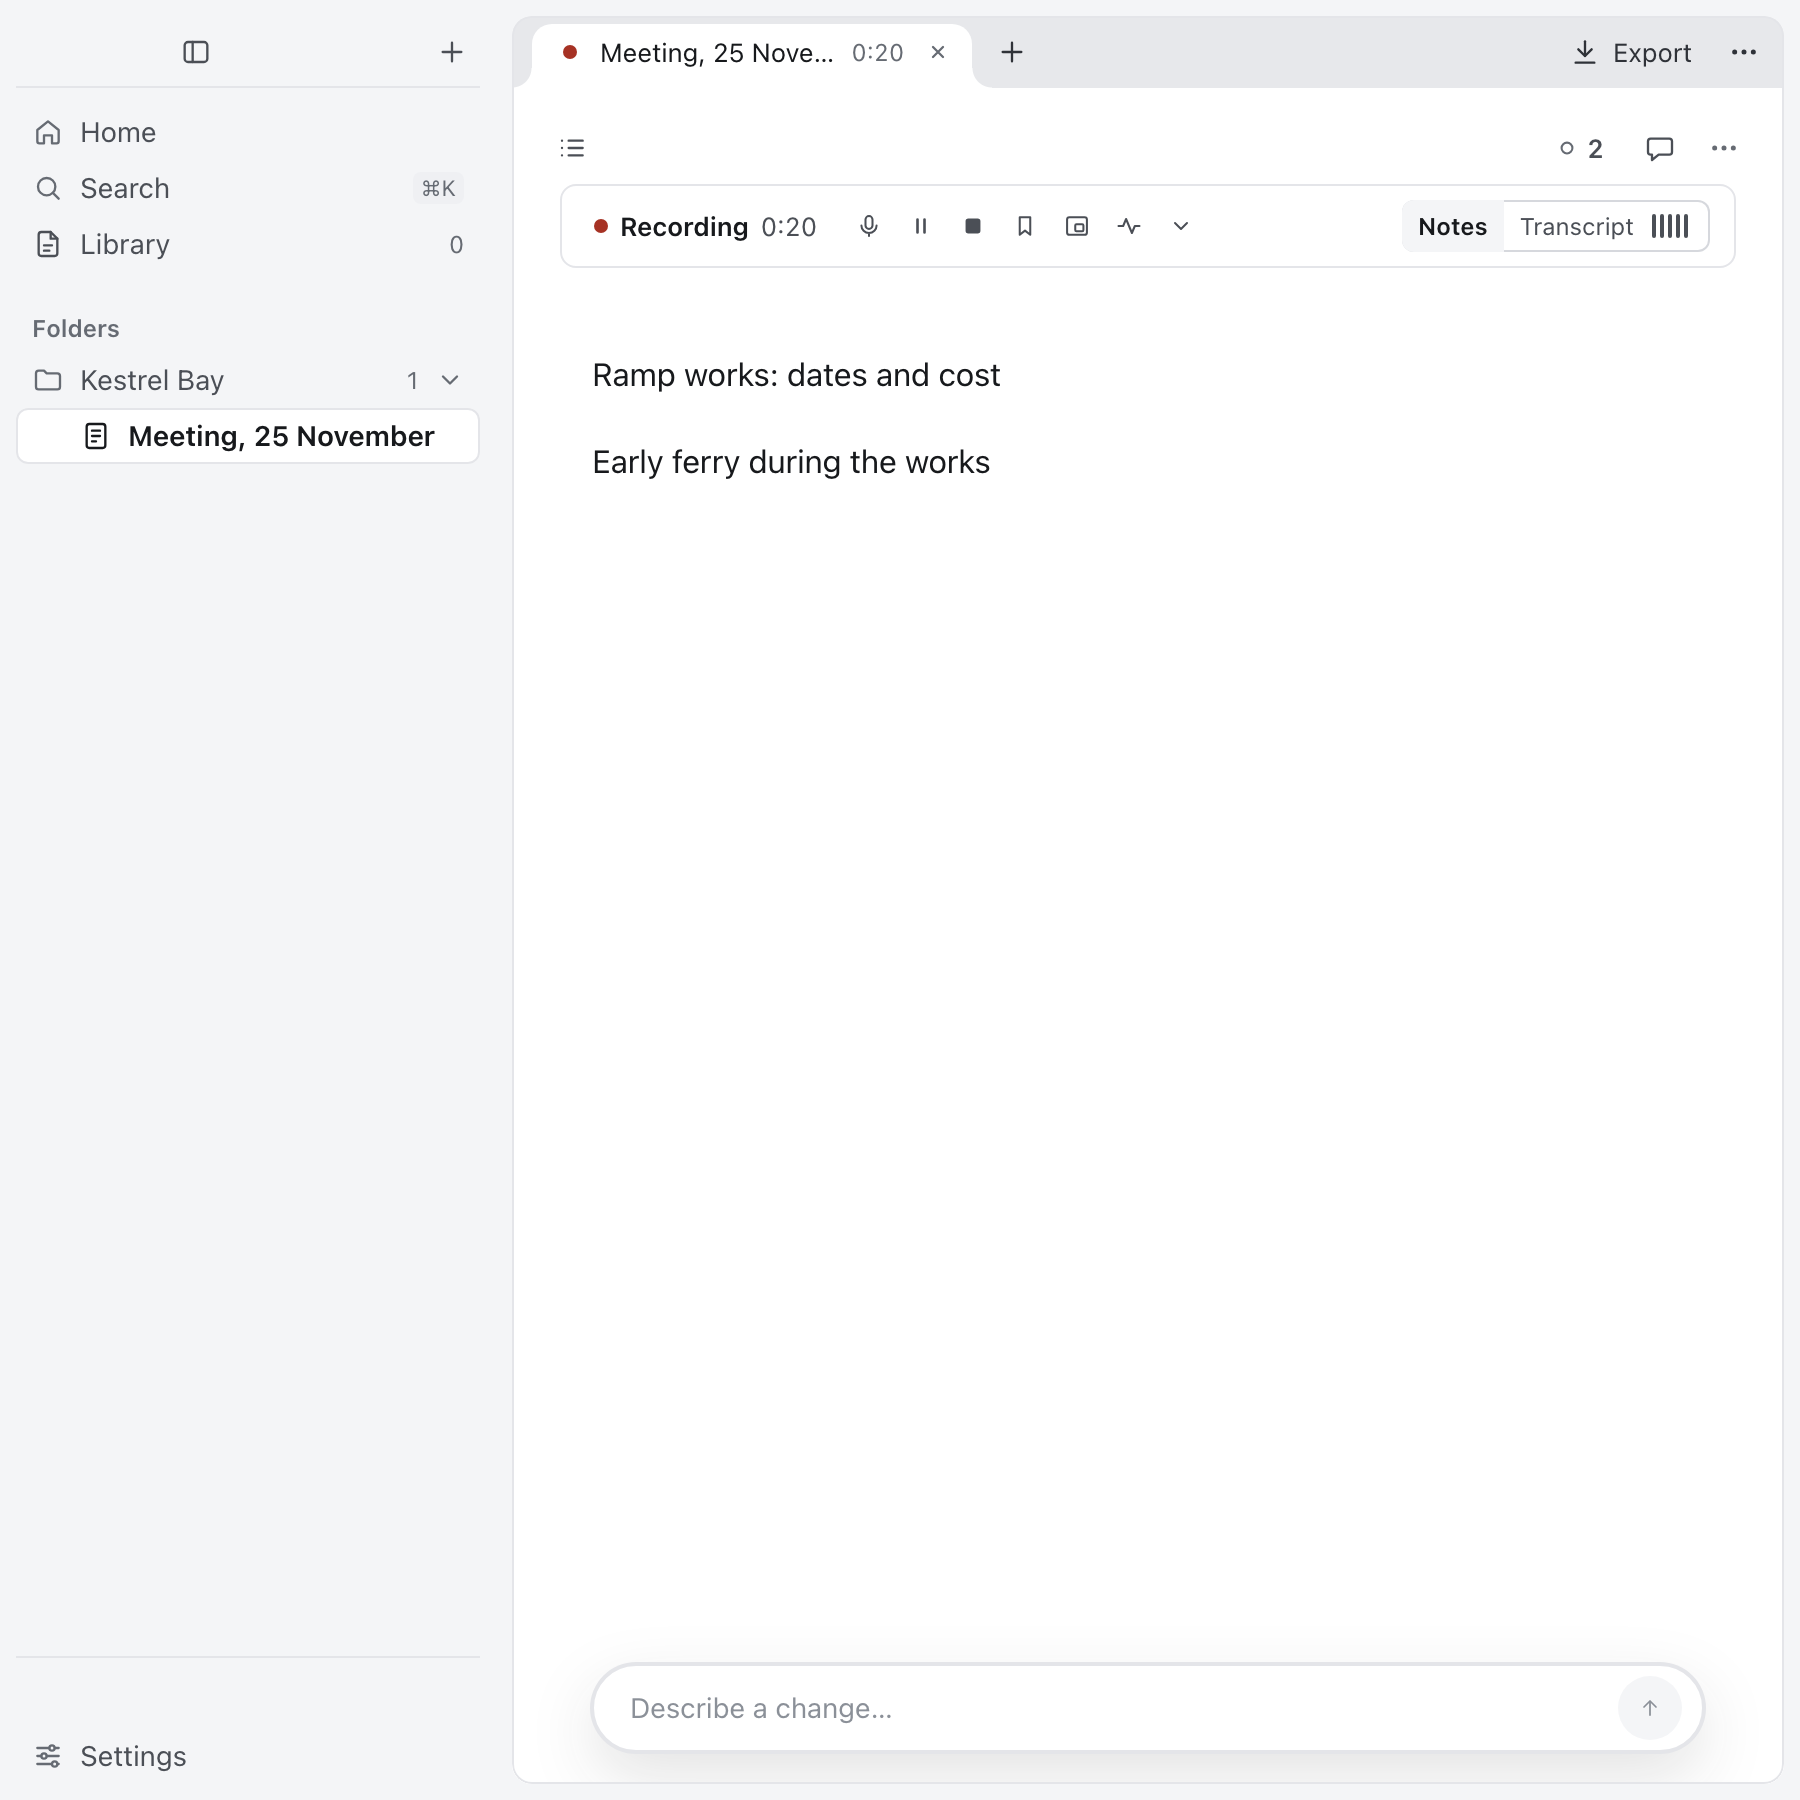 Home
Search ⌘K
Library 0
Folders
Kestrel Bay 1
Meeting, 25 November
Settings
Meeting, 25 Nove... 0:20
Export
2
Recording 0:20
Notes Transcript
Ramp works: dates and cost
Early ferry during the works
Describe a change...